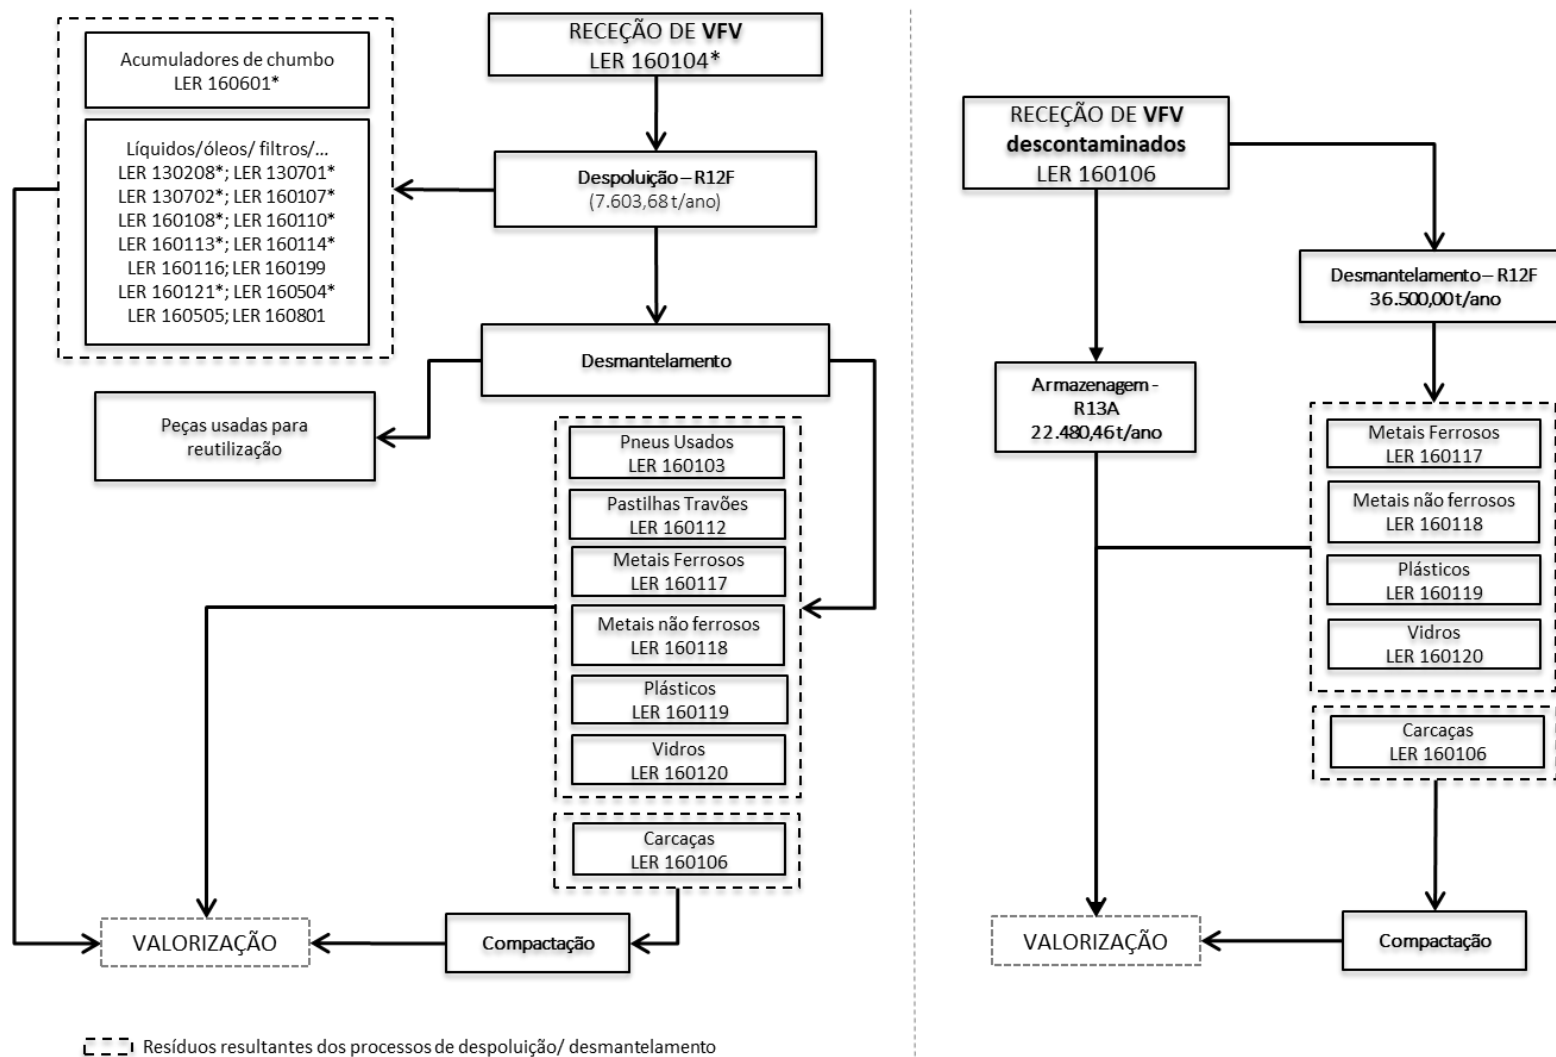 RECEÇÃO DE VFV
LER 160104*
Acumuladores de chumbo
LER 160601*
Líquidos/óleos/ filtros/...
LER 130208*; LER 130701*
LER 130702*; LER 160107*
LER 160108*; LER 160110*
LER 160113*; LER 160114*
LER 160116; LER 160199
LER 160121*; LER 160504*
LER 160505; LER 160801
Despoluição – R12F
(7.603,68 t/ano)
Desmantelamento
Peças usadas para
reutilização
Pneus Usados
LER 160103
Pastilhas Travões
LER 160112
Metais Ferrosos
LER 160117
Metais não ferrosos
LER 160118
Plásticos
LER 160119
Vidros
LER 160120
Carcaças
LER 160106
Compactação
VALORIZAÇÃO
Resíduos resultantes dos processos de despoluição/ desmantelamento
RECEÇÃO DE VFV
descontaminados
LER 160106
Desmantelamento – R12F
36.500,00 t/ano
Armazenagem -
R13A
22.480,46 t/ano
Metais Ferrosos
LER 160117
Metais não ferrosos
LER 160118
Plásticos
LER 160119
Vidros
LER 160120
Carcaças
LER 160106
Compactação
VALORIZAÇÃO